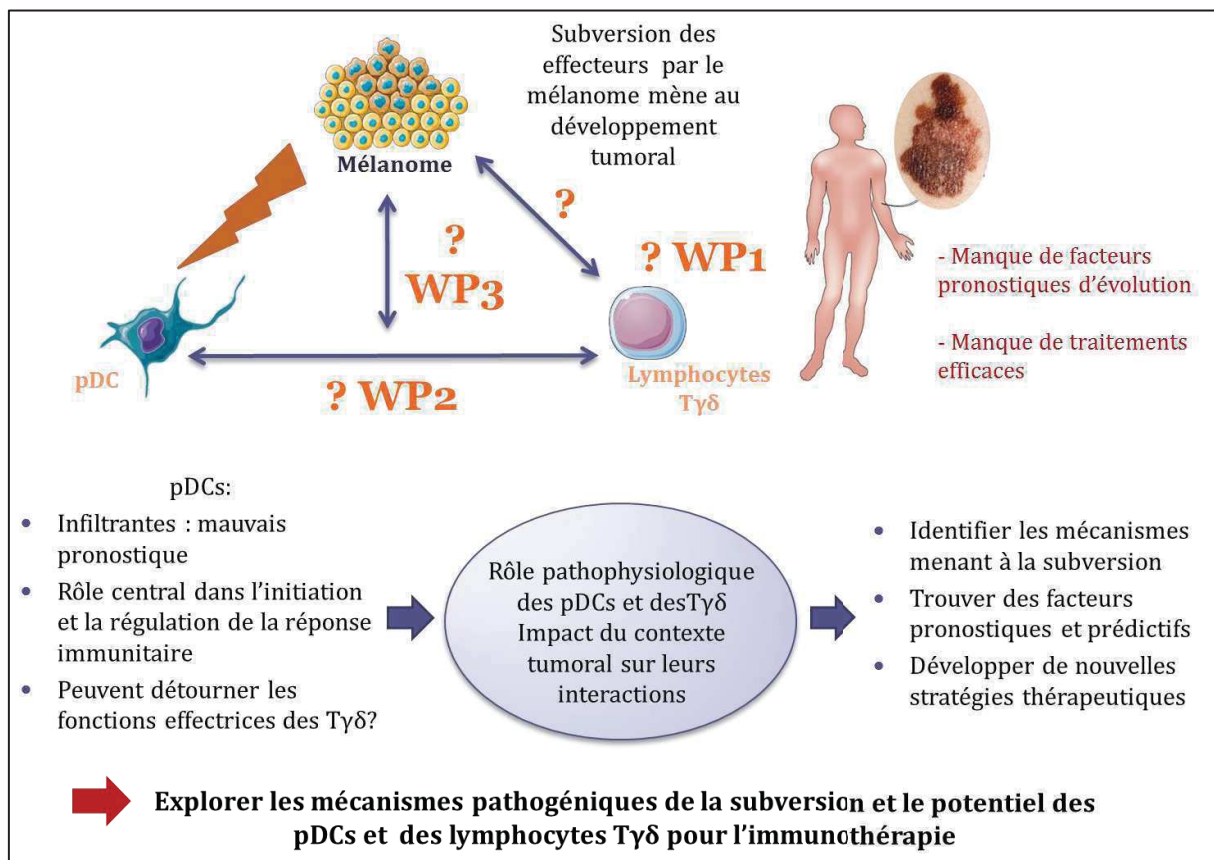 Subversion des
effecteurs par le
mélanome mène au
développement
tumoral
Mélanome
?
?
WP3
? WP1
pDC
? WP2
Lymphocytes
Tγδ
- Manque de facteurs
pronostiques d'évolution
- Manque de traitements
efficaces
pDCs:
• Infiltrantes : mauvais
pronostique
• Rôle central dans l'initiation
et la régulation de la réponse
immunitaire
• Peuvent détourner les
fonctions effectrices des Tγδ?
Rôle pathophysiologique
des pDCs et desTγδ
Impact du contexte
tumoral sur leurs
interactions
• Identifier les mécanismes
menant à la subversion
• Trouver des facteurs
pronostiques et prédictifs
• Développer de nouvelles
stratégies thérapeutiques
Explorer les mécanismes pathogéniques de la subversion et le potentiel des
pDCs et des lymphocytes Tγδ pour l'immunothérapie